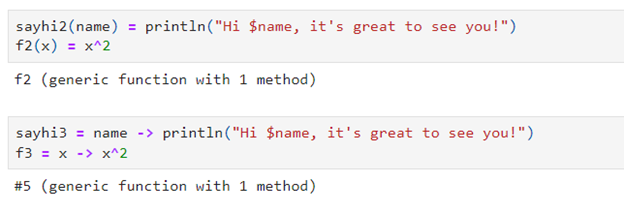 sayhi2(name) = println("Hi $name, it's great to see you!")
f2(x) = x^2
f2 (generic function with 1 method)
sayhi3 = name -> println("Hi $name, it's great to see you!")
f3 = x -> x^2
#5 (generic function with 1 method)